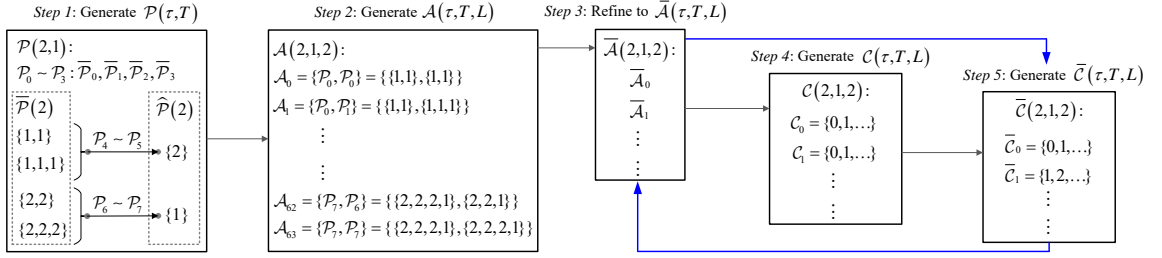 Step 1: Generate 𝒫(τ,T)
𝒫(2,1):
𝒫₀ ~ 𝒫₃ : 𝒫̅₀, 𝒫̅₁, 𝒫̅₂, 𝒫̅₃
𝒫̅(2)
{1,1}
{1,1,1}
{2,2}
{2,2,2}
𝒫₄ ~ 𝒫₅
𝒫₆ ~ 𝒫₇
𝒫̂(2)
{2}
{1}
Step 2: Generate 𝒜(τ,T,L)
𝒜(2,1,2):
𝒜₀ = {𝒫₀, 𝒫₀} = {{1,1},{1,1}}
𝒜₁ = {𝒫₀, 𝒫₁} = {{1,1},{1,1,1}}
⋮
⋮
𝒜₆₂ = {𝒫₇, 𝒫₆} = {{2,2,2,1},{2,2,1}}
𝒜₆₃ = {𝒫₇, 𝒫₇} = {{2,2,2,1},{2,2,2,1}}
Step 3: Refine to 𝒜̅(τ,T,L)
𝒜̅(2,1,2):
𝒜̅₀
𝒜̅₁
⋮
⋮
Step 4: Generate 𝒞(τ,T,L)
𝒞(2,1,2):
𝒞₀ = {0,1,…}
𝒞₁ = {0,1,…}
⋮
⋮
Step 5: Generate 𝒞̅(τ,T,L)
𝒞̅(2,1,2):
𝒞̅₀ = {0,1,…}
𝒞̅₁ = {1,2,…}
⋮
⋮